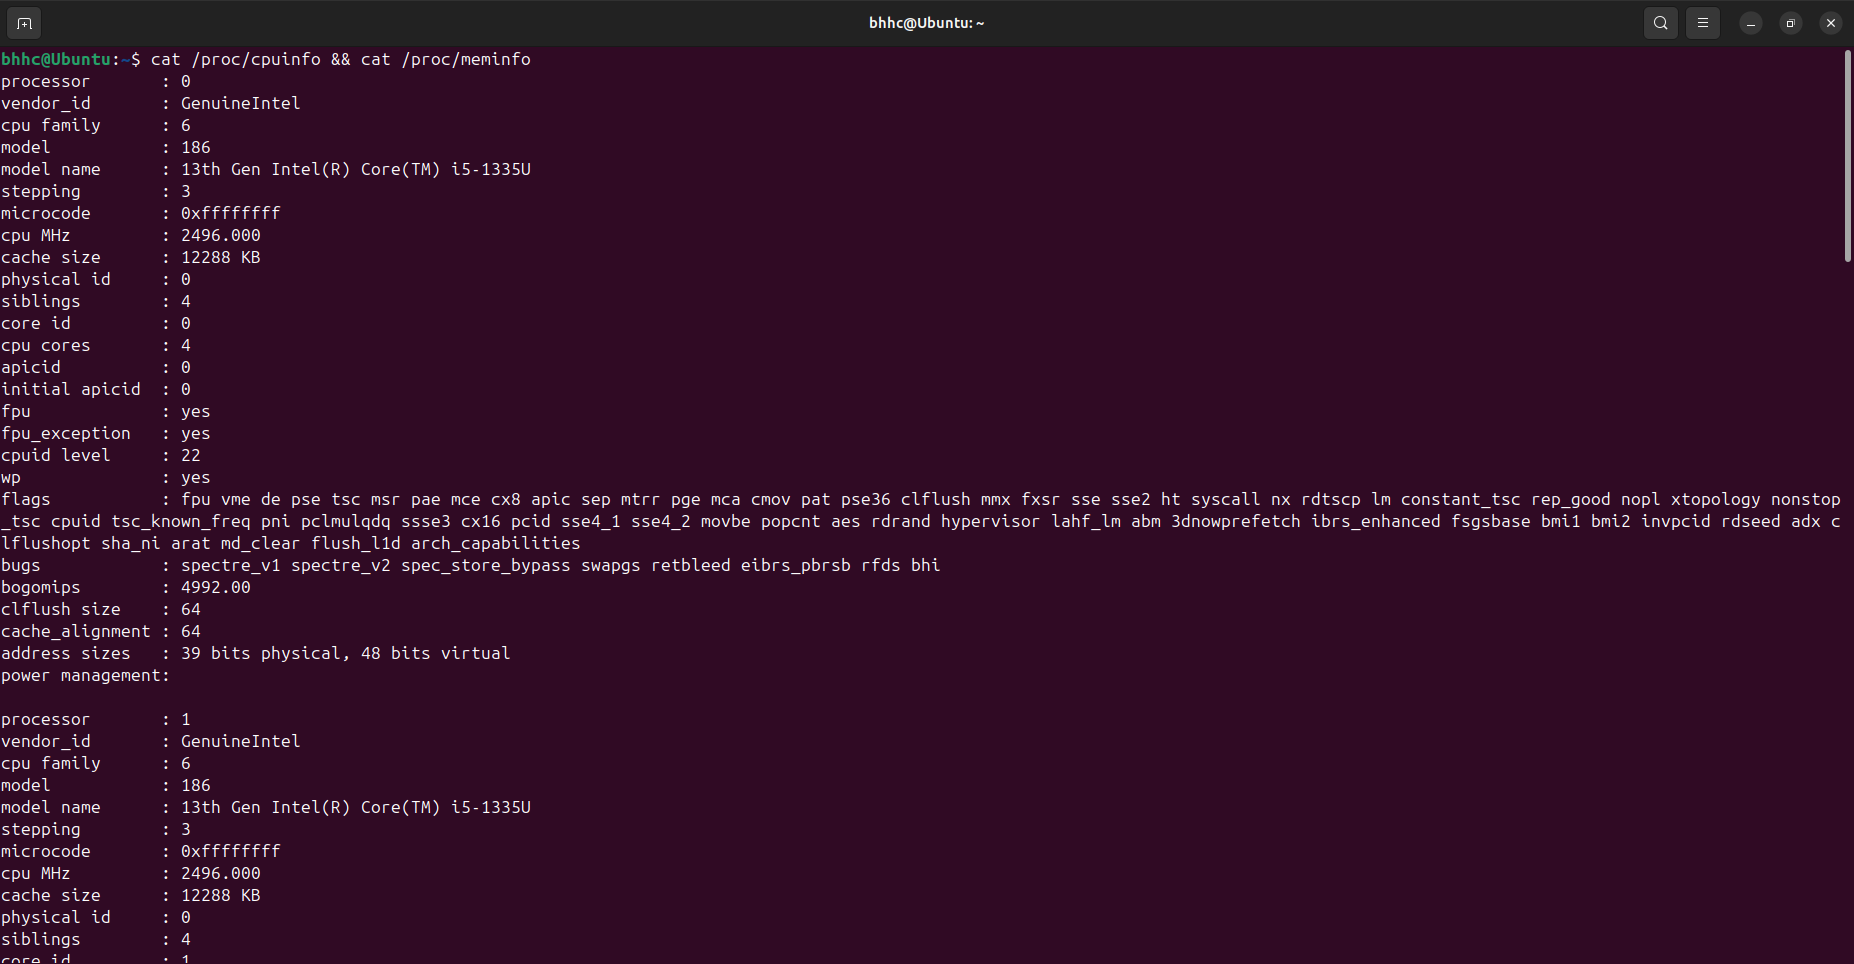 bhhc@Ubuntu: ~
bhhc@Ubuntu:~$ cat /proc/cpuinfo && cat /proc/meminfo
processor       : 0
vendor_id       : GenuineIntel
cpu family      : 6
model           : 186
model name      : 13th Gen Intel(R) Core(TM) i5-1335U
stepping        : 3
microcode       : 0xffffffff
cpu MHz         : 2496.000
cache size      : 12288 KB
physical id     : 0
siblings        : 4
core id         : 0
cpu cores       : 4
apicid          : 0
initial apicid  : 0
fpu             : yes
fpu_exception   : yes
cpuid level     : 22
wp              : yes
flags           : fpu vme de pse tsc msr pae mce cx8 apic sep mtrr pge mca cmov pat pse36 clflush mmx fxsr sse sse2 ht syscall nx rdtscp lm constant_tsc rep_good nopl xtopology nonstop
_tsc cpuid tsc_known_freq pni pclmulqdq ssse3 cx16 pcid sse4_1 sse4_2 movbe popcnt aes rdrand hypervisor lahf_lm abm 3dnowprefetch ibrs_enhanced fsgsbase bmi1 bmi2 invpcid rdseed adx c
lflushopt sha_ni arat md_clear flush_l1d arch_capabilities
bugs            : spectre_v1 spectre_v2 spec_store_bypass swapgs retbleed eibrs_pbrsb rfds bhi
bogomips        : 4992.00
clflush size    : 64
cache_alignment : 64
address sizes   : 39 bits physical, 48 bits virtual
power management:

processor       : 1
vendor_id       : GenuineIntel
cpu family      : 6
model           : 186
model name      : 13th Gen Intel(R) Core(TM) i5-1335U
stepping        : 3
microcode       : 0xffffffff
cpu MHz         : 2496.000
cache size      : 12288 KB
physical id     : 0
siblings        : 4
core id         : 1